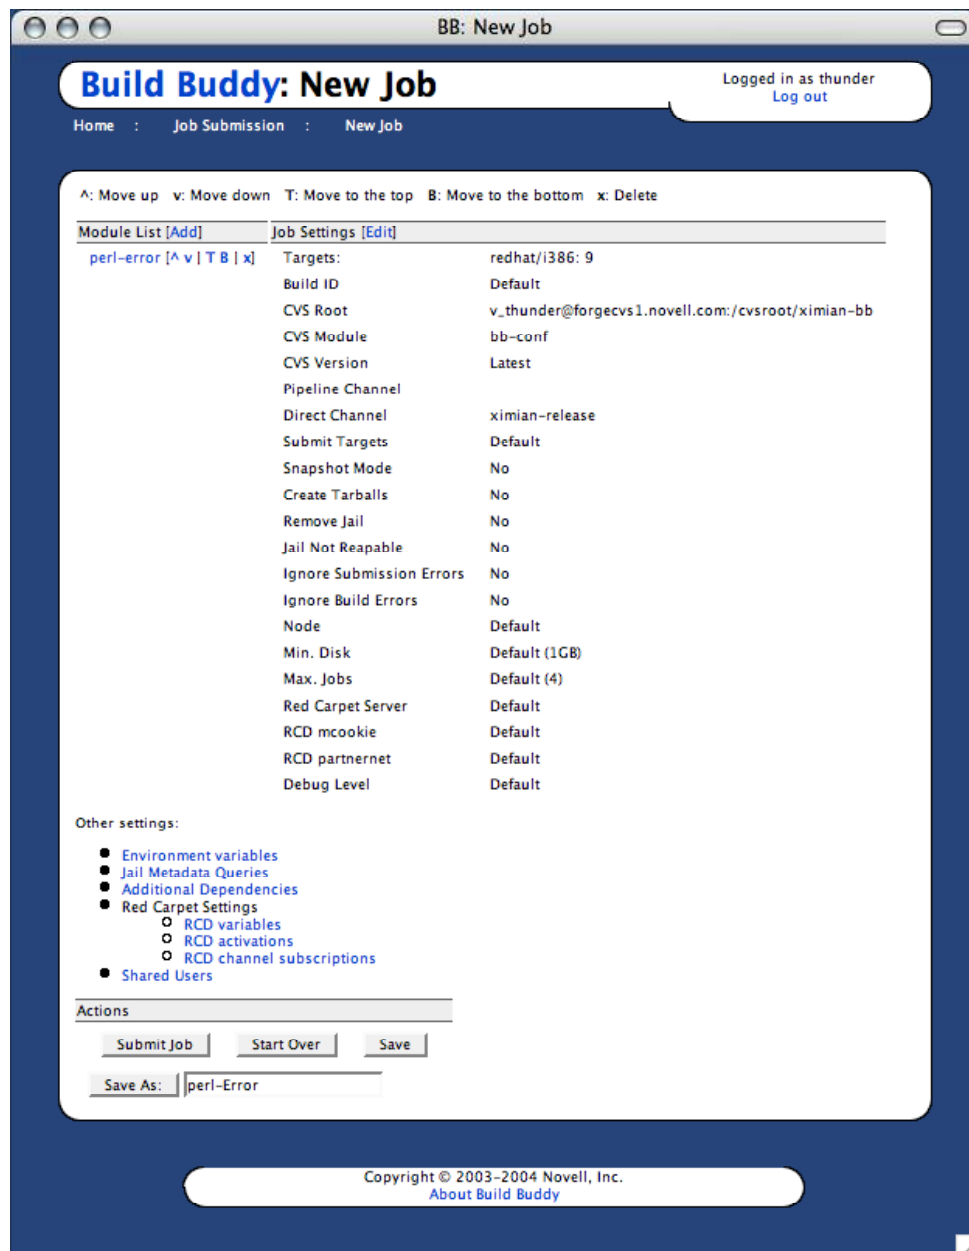 BB: New Job
Build Buddy: New Job
Logged in as thunder
Log out
Home : Job Submission : New Job
^: Move up v: Move down T: Move to the top B: Move to the bottom x: Delete
Module List [Add] Job Settings [Edit]
perl-error [^ v | T B | x] Targets: redhat/i386: 9
Build ID Default
CVS Root v_thunder@forgecvs1.novell.com:/cvsroot/ximian-bb
CVS Module bb-conf
CVS Version Latest
Pipeline Channel
Direct Channel ximian-release
Submit Targets Default
Snapshot Mode No
Create Tarballs No
Remove Jail No
Jail Not Reapable No
Ignore Submission Errors No
Ignore Build Errors No
Node Default
Min. Disk Default (1GB)
Max. Jobs Default (4)
Red Carpet Server Default
RCD mcookie Default
RCD partnernet Default
Debug Level Default
Other settings:
Environment variables
Jail Metadata Queries
Additional Dependencies
Red Carpet Settings
RCD variables
RCD activations
RCD channel subscriptions
Shared Users
Actions
Submit Job Start Over Save
Save As: perl-Error
Copyright © 2003-2004 Novell, Inc.
About Build Buddy